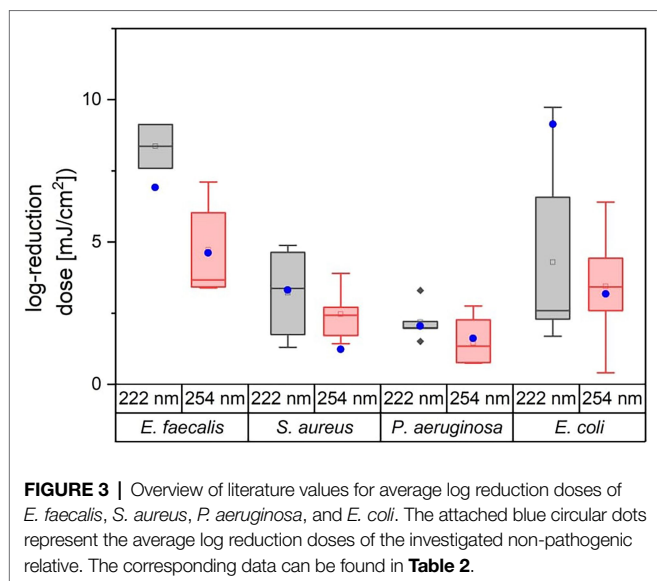 log-reduction
dose [mJ/cm²])
10
5
0
222 nm 254 nm 222 nm 254 nm 222 nm 254 nm 222 nm 254 nm
E. faecalis S. aureus P. aeruginosa E. coli
FIGURE 3 | Overview of literature values for average log reduction doses of
E. faecalis, S. aureus, P. aeruginosa, and E. coli. The attached blue circular dots
represent the average log reduction doses of the investigated non-pathogenic
relative. The corresponding data can be found in Table 2.